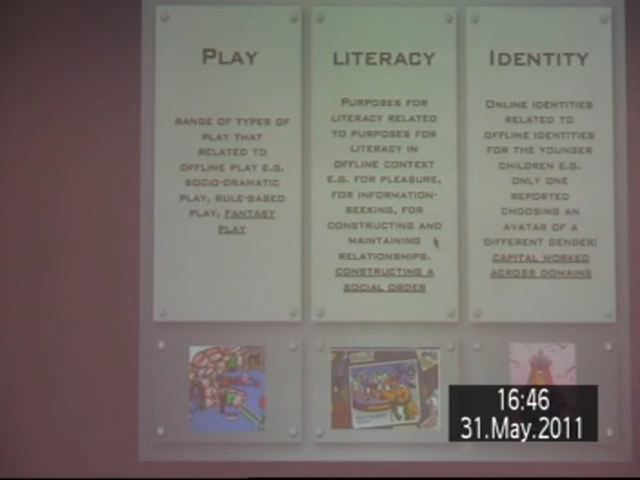 PLAY
RANGE OF TYPES OF
PLAY THAT
RELATED TO
OFFLINE PLAY E.G.
SOCIO-DRAMATIC
PLAY, RULE-BASED
PLAY, FANTASY
PLAY
LITERACY
PURPOSES FOR
LITERACY RELATED
TO PURPOSES FOR
LITERACY IN
OFFLINE CONTEXT
E.G. FOR PLEASURE,
FOR INFORMATION-
SEEKING, FOR
CONSTRUCTING AND
MAINTAINING
RELATIONSHIPS.
CONSTRUCTING A
SOCIAL ORDER
IDENTITY
ONLINE IDENTITIES
RELATED TO
OFFLINE IDENTITIES
FOR THE YOUNGER
CHILDREN E.G.
ONLY ONE
REPORTED
CHOOSING AN
AVATAR OF A
DIFFERENT GENDER;
CAPITAL WORKED
ACROSS DOMAINS
16:46
31.May.2011